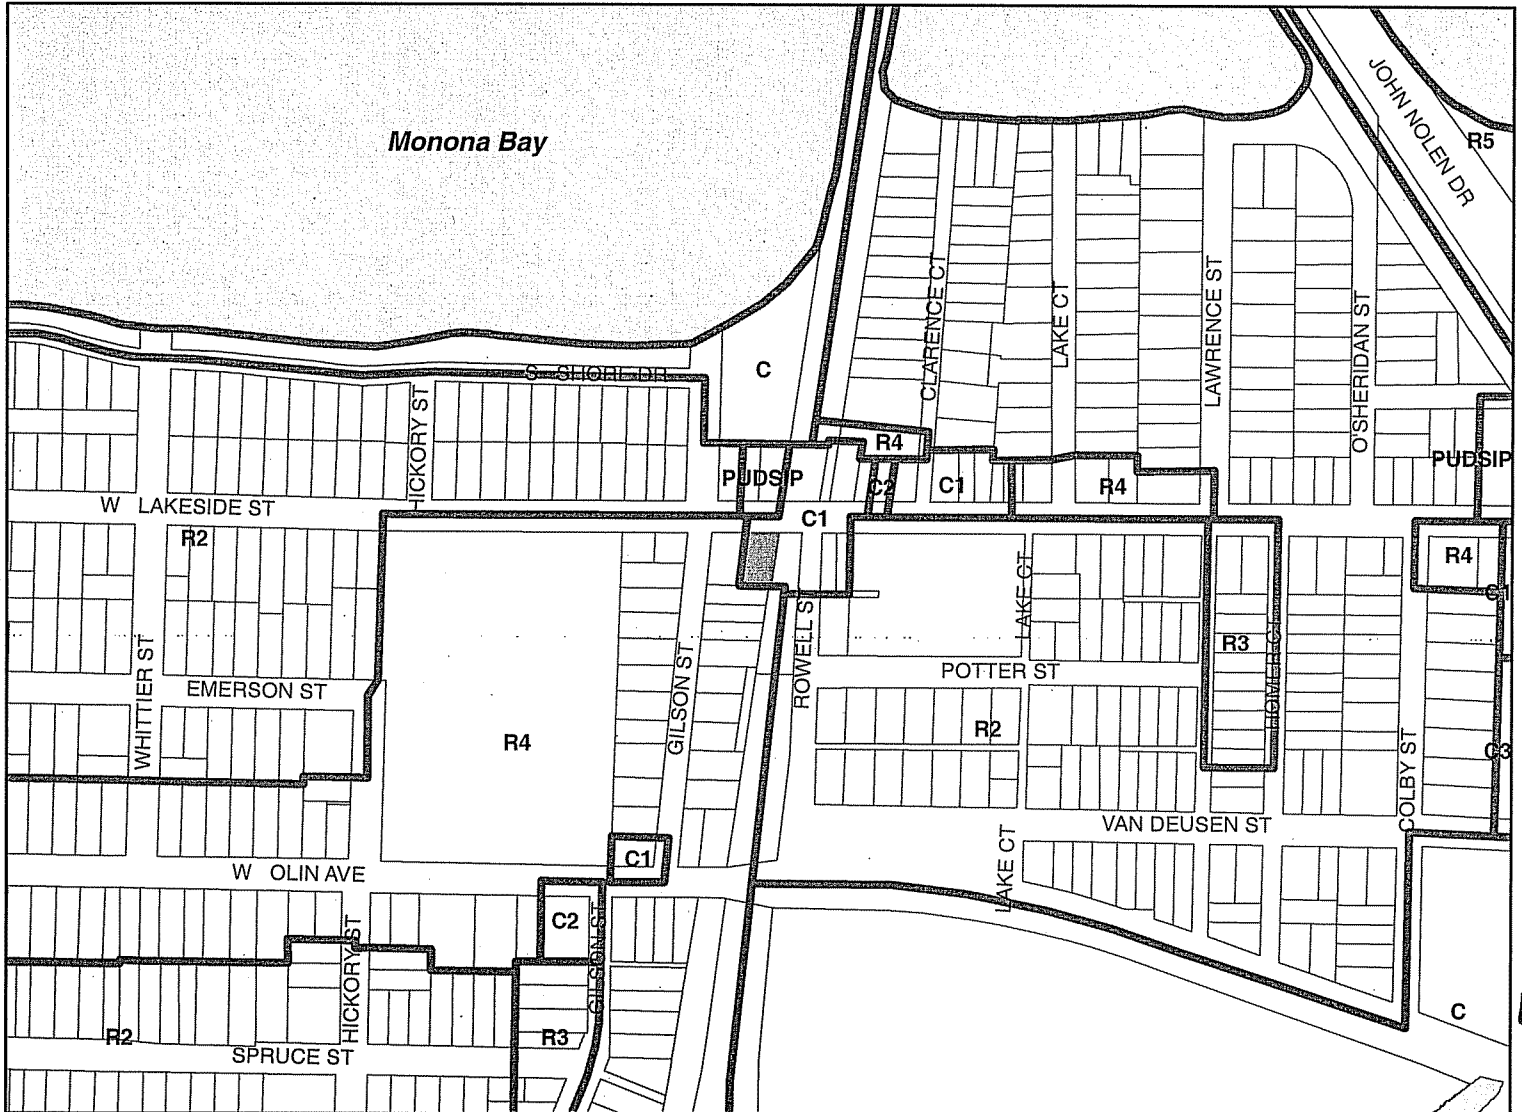 Monona Bay
JOHN NOLEN DR
R5
CLARENCE CT
LAKE CT
LAWRENCE ST
O'SHERIDAN ST
C
S SHORE DR
HICKORY ST
R4
PUDSIP
PUDSIP
C2
C1
R4
W LAKESIDE ST
C1
R2
R4
C1
LAKE CT
ROWELL S
WHITTIER ST
GILSON ST
R3
HOMER CT
EMERSON ST
POTTER ST
R4
R2
C3
COLBY ST
VAN DEUSEN ST
C1
W OLIN AVE
LAKE CT
C2
HICKORY ST
GILSON ST
R2
R3
C
SPRUCE ST